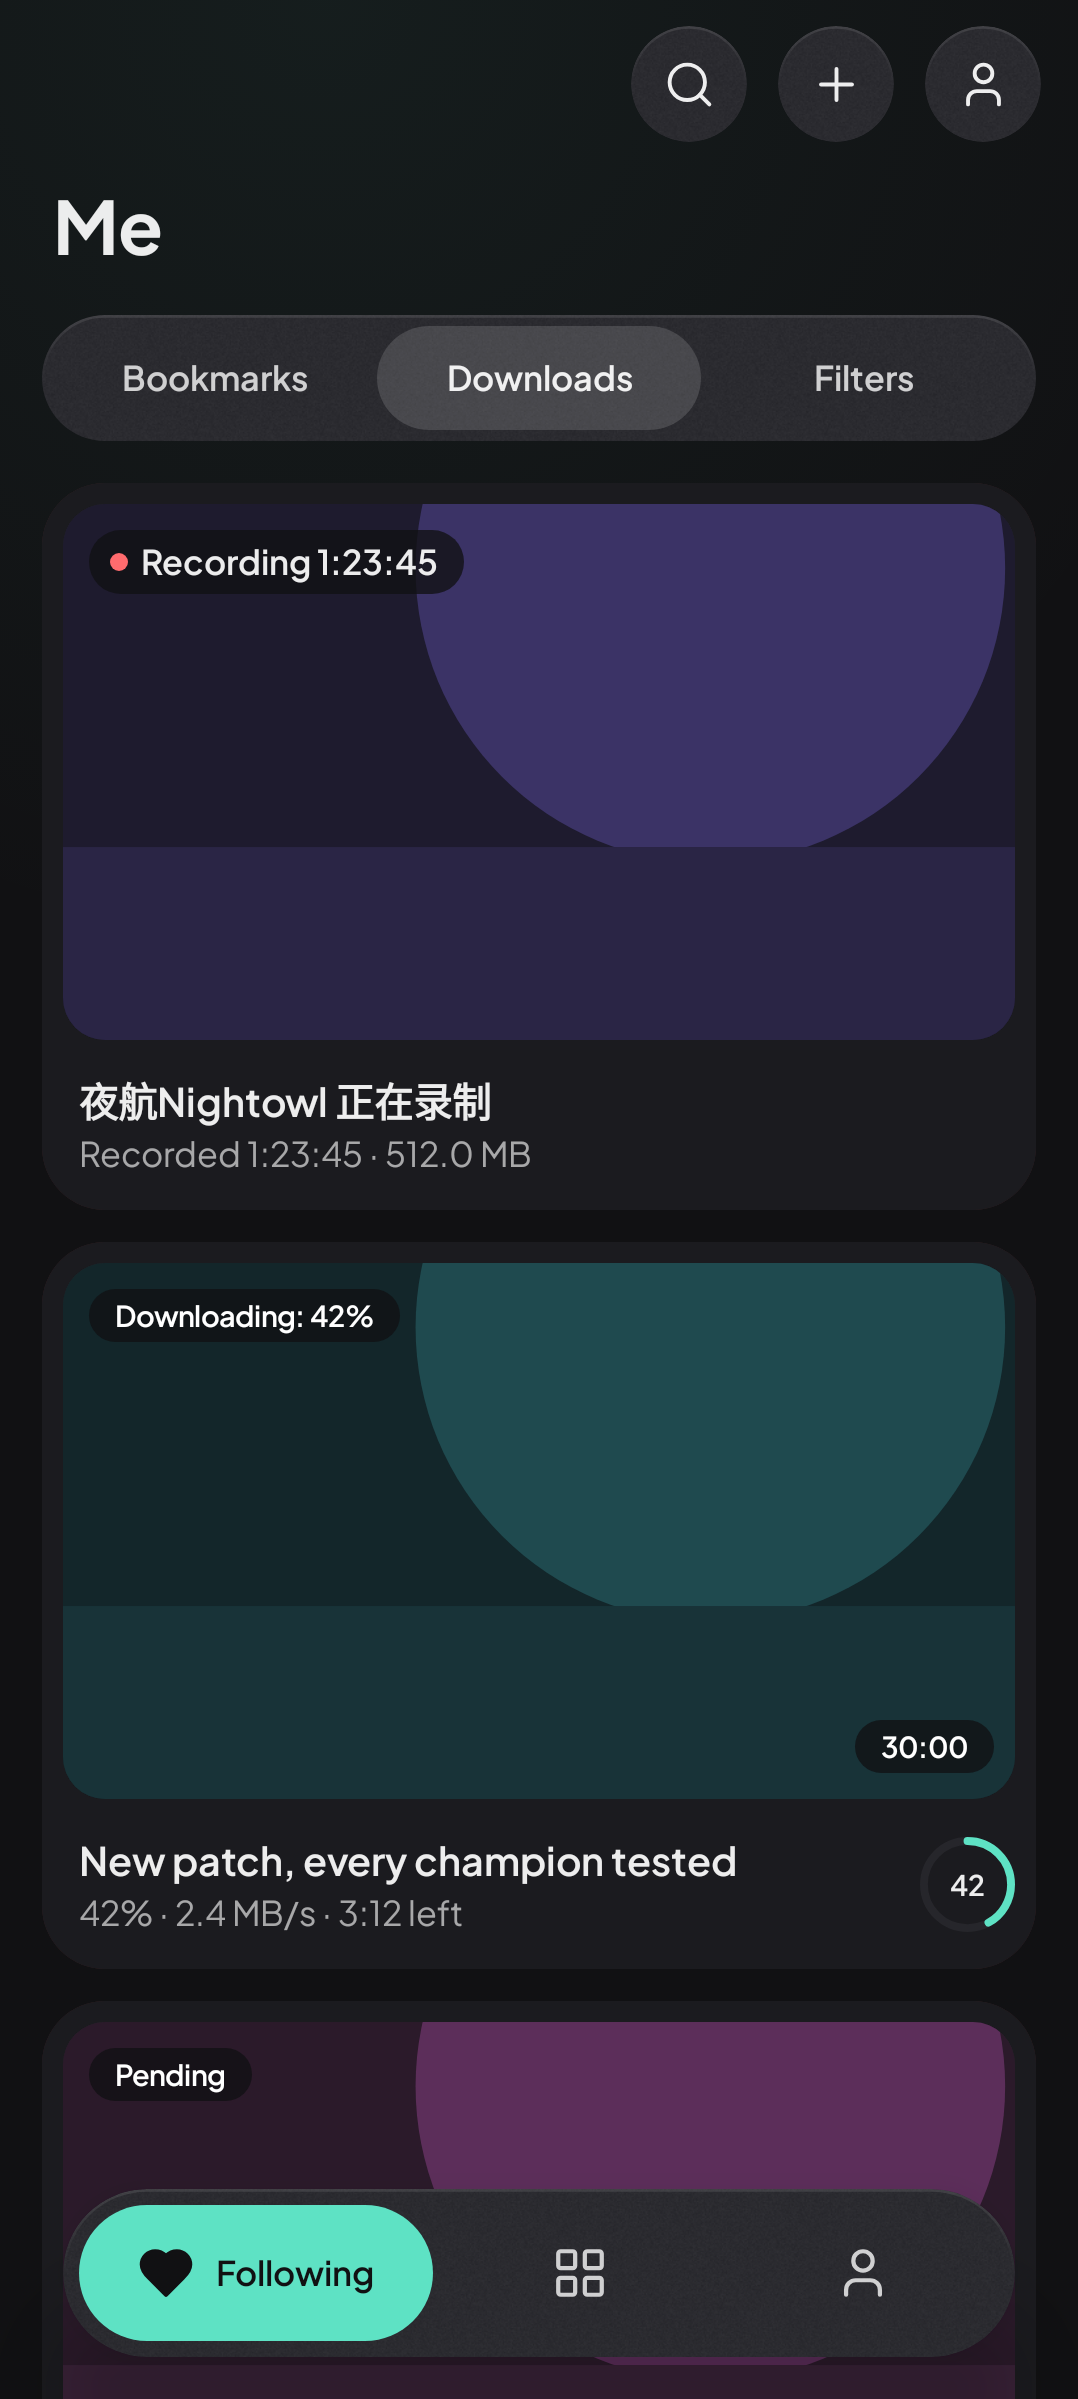 Me
Bookmarks
Downloads
Filters
Recording 1:23:45
夜航Nightowl 正在录制
Recorded 1:23:45 · 512.0 MB
Downloading: 42%
30:00
New patch, every champion tested
42% · 2.4 MB/s · 3:12 left
42
Pending
Following